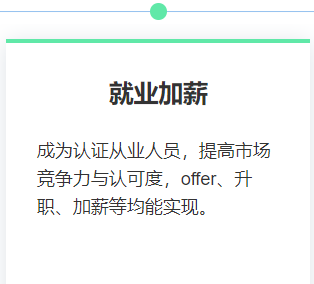 就业加薪
成为认证从业人员，提高市场
竞争力与认可度，offer、升
职、加薪等均能实现。